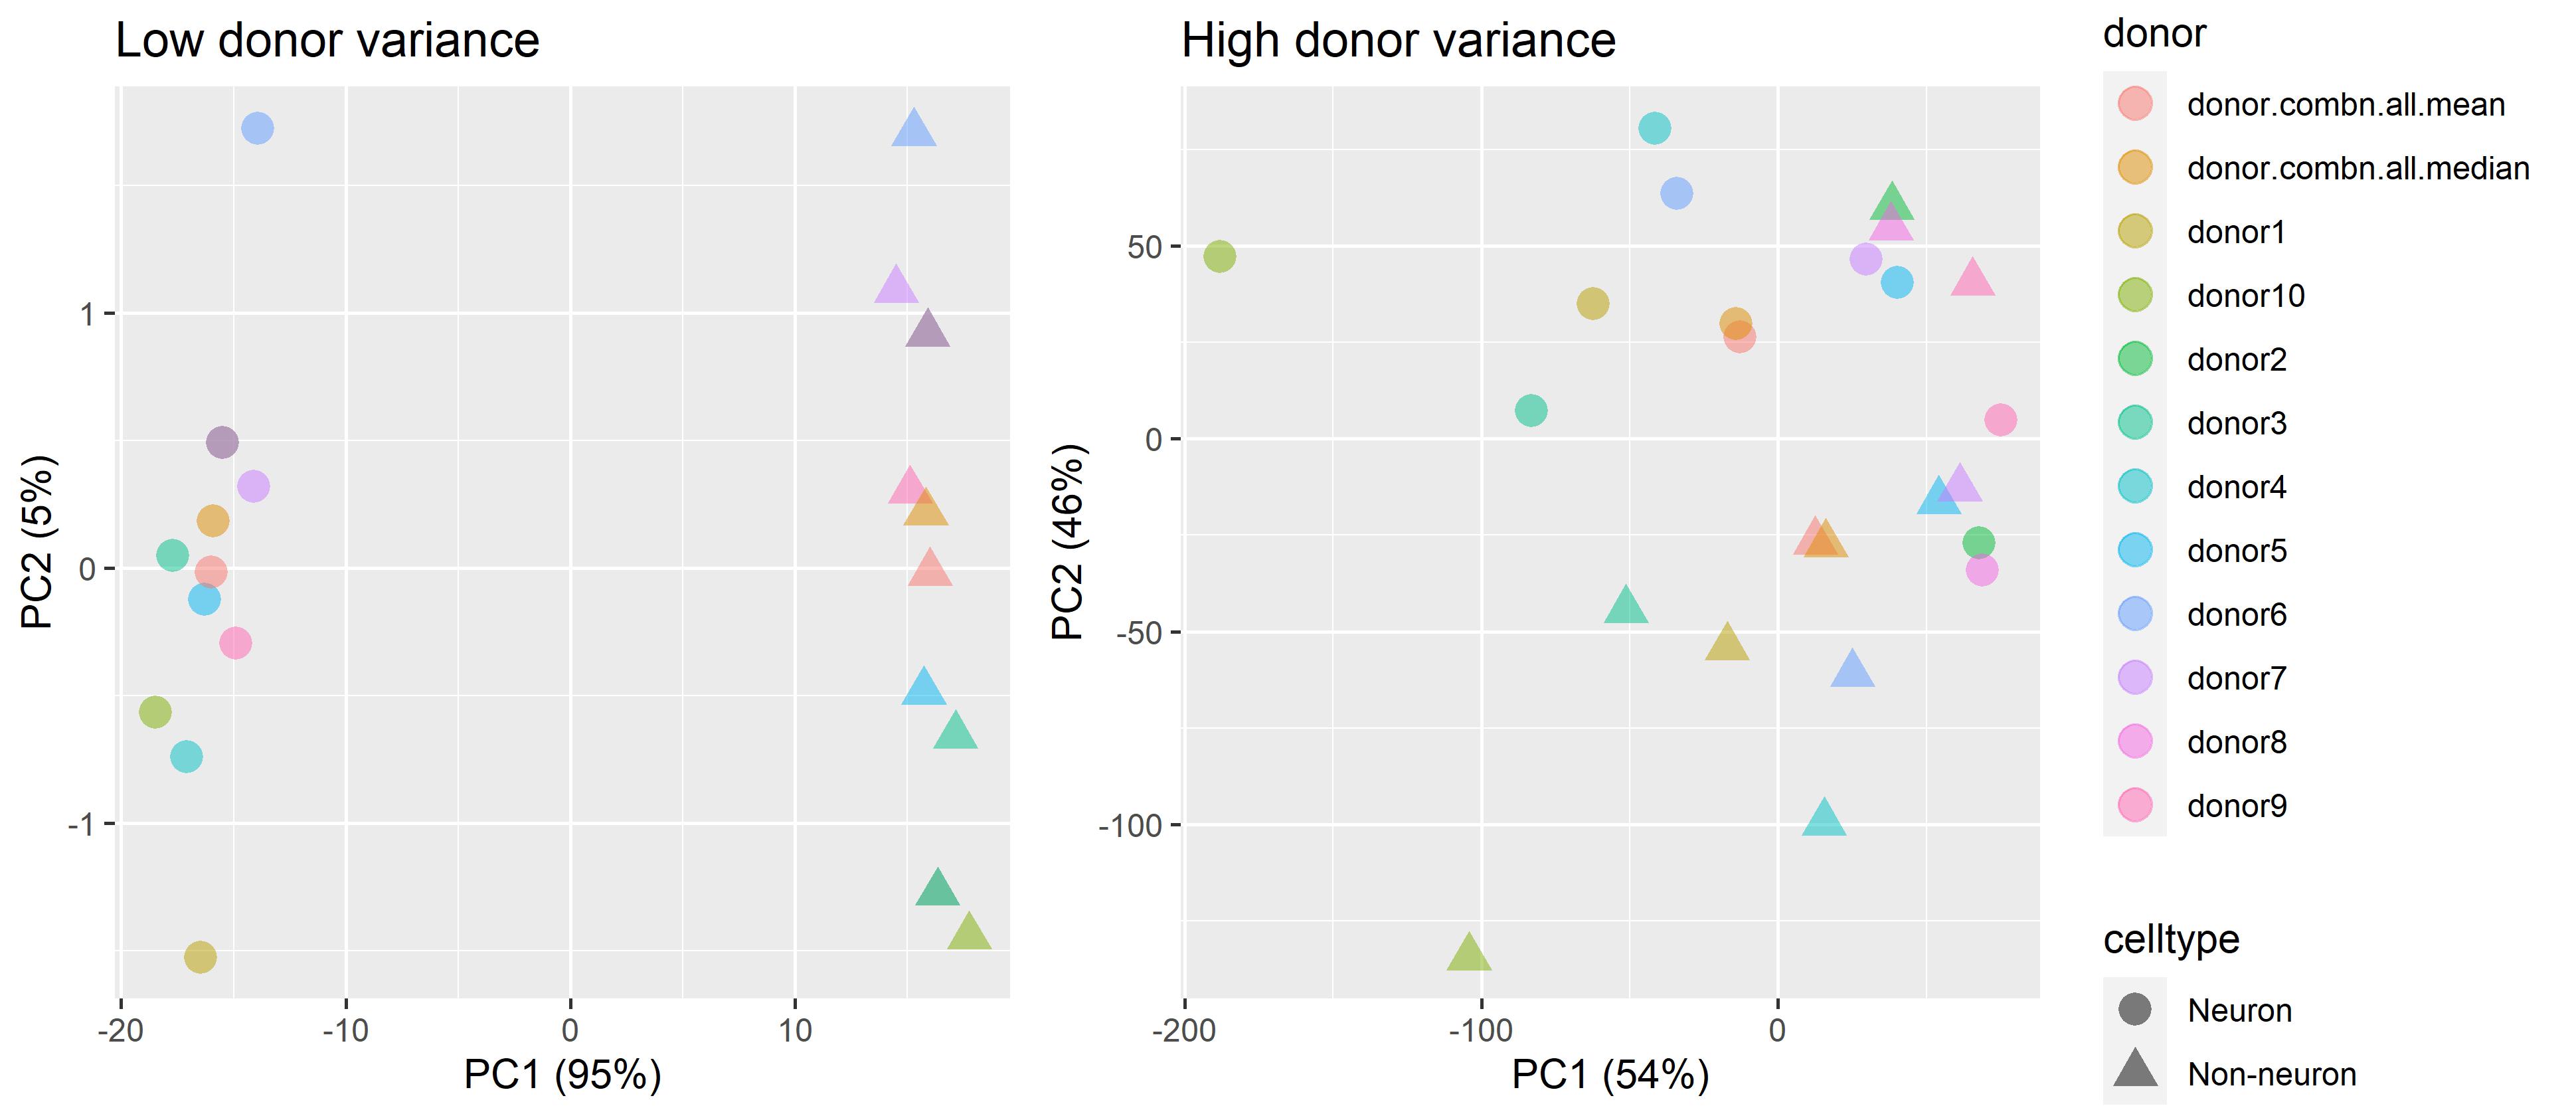 Low donor variance
PC2 (5%)
1
0
-1
-20
-10
0
10
PC1 (95%)
High donor variance
PC2 (46%)
50
0
-50
-100
-200
-100
0
PC1 (54%)
donor
donor.combn.all.mean
donor.combn.all.median
donor1
donor10
donor2
donor3
donor4
donor5
donor6
donor7
donor8
donor9
celltype
Neuron
Non-neuron